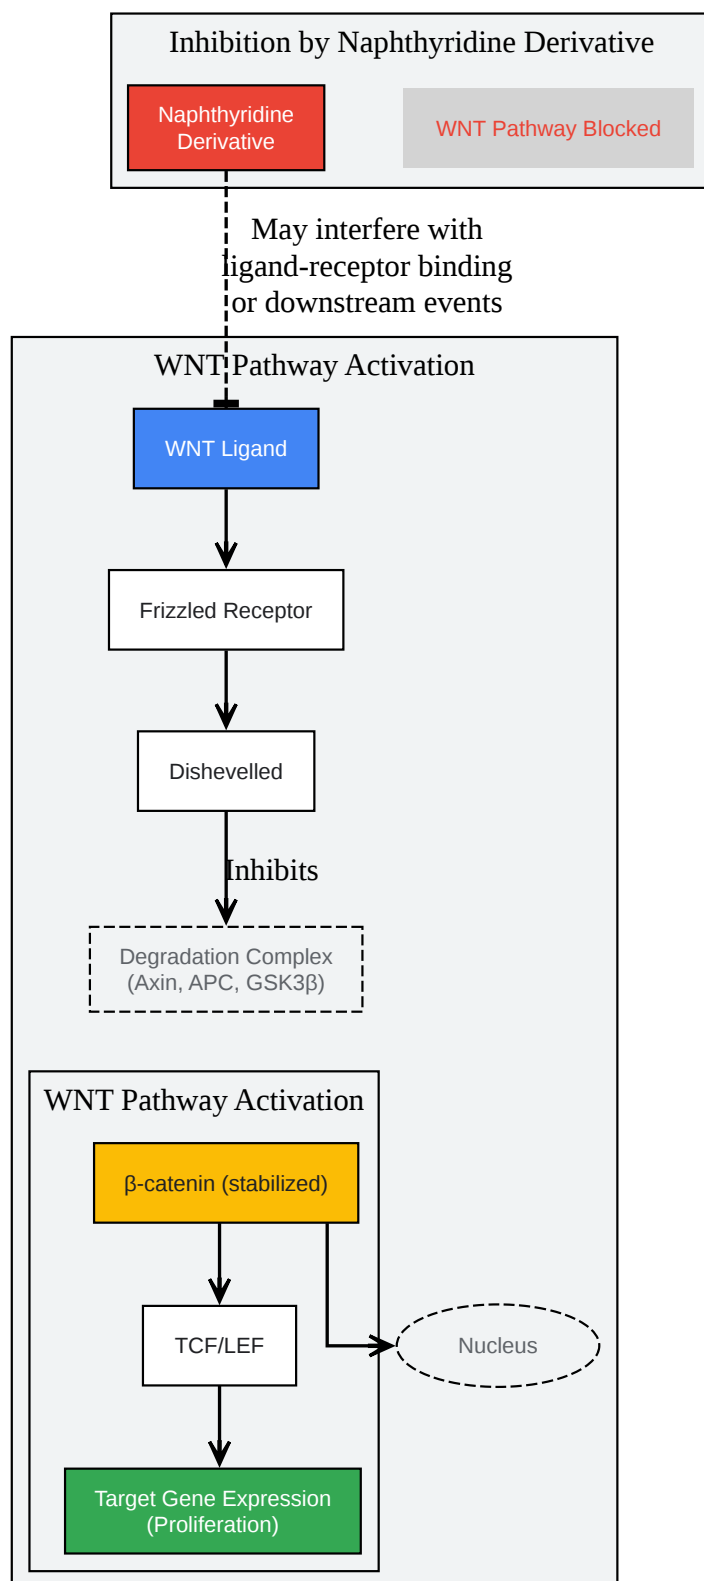 Inhibition by Naphthyridine Derivative
Naphthyridine
Derivative
WNT Pathway Blocked
May interfere with
ligand-receptor binding
or downstream events
WNT Pathway Activation
WNT Ligand
Frizzled Receptor
Dishevelled
Inhibits
Degradation Complex
(Axin, APC, GSK3β)
WNT Pathway Activation
β-catenin (stabilized)
TCF/LEF
Nucleus
Target Gene Expression
(Proliferation)